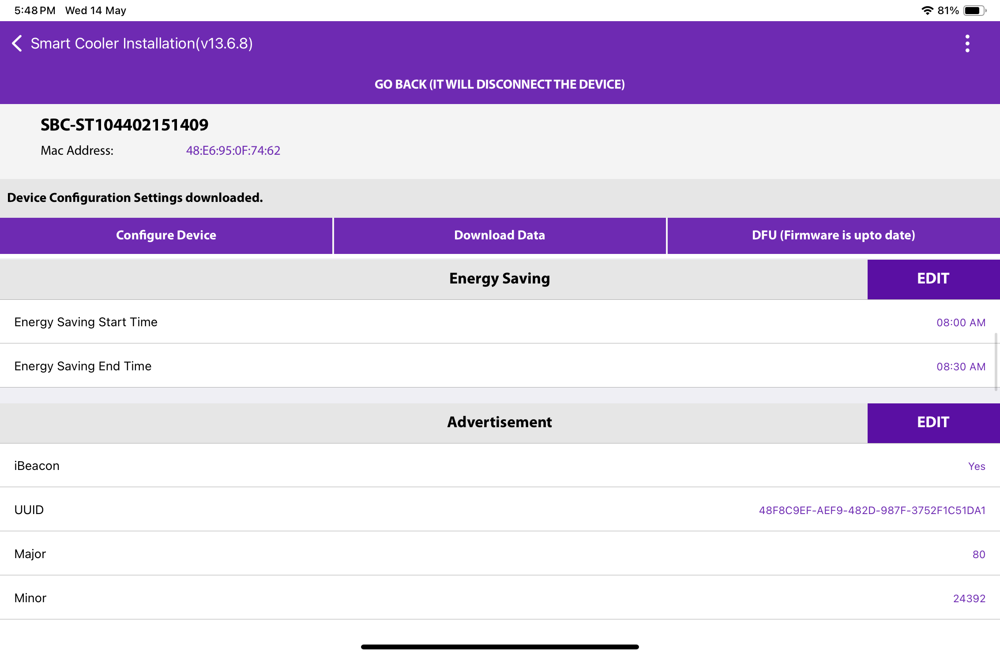 5:48 PM Wed 14 May 81%
Smart Cooler Installation(v13.6.8)
GO BACK (IT WILL DISCONNECT THE DEVICE)
SBC-ST104402151409
Mac Address: 48:E6:95:0F:74:62
Device Configuration Settings downloaded.
Configure Device Download Data DFU (Firmware is upto date)
Energy Saving EDIT
Energy Saving Start Time 08:00 AM
Energy Saving End Time 08:30 AM
Advertisement EDIT
iBeacon Yes
UUID 48F8C9EF-AEF9-482D-987F-3752F1C51DA1
Major 80
Minor 24392